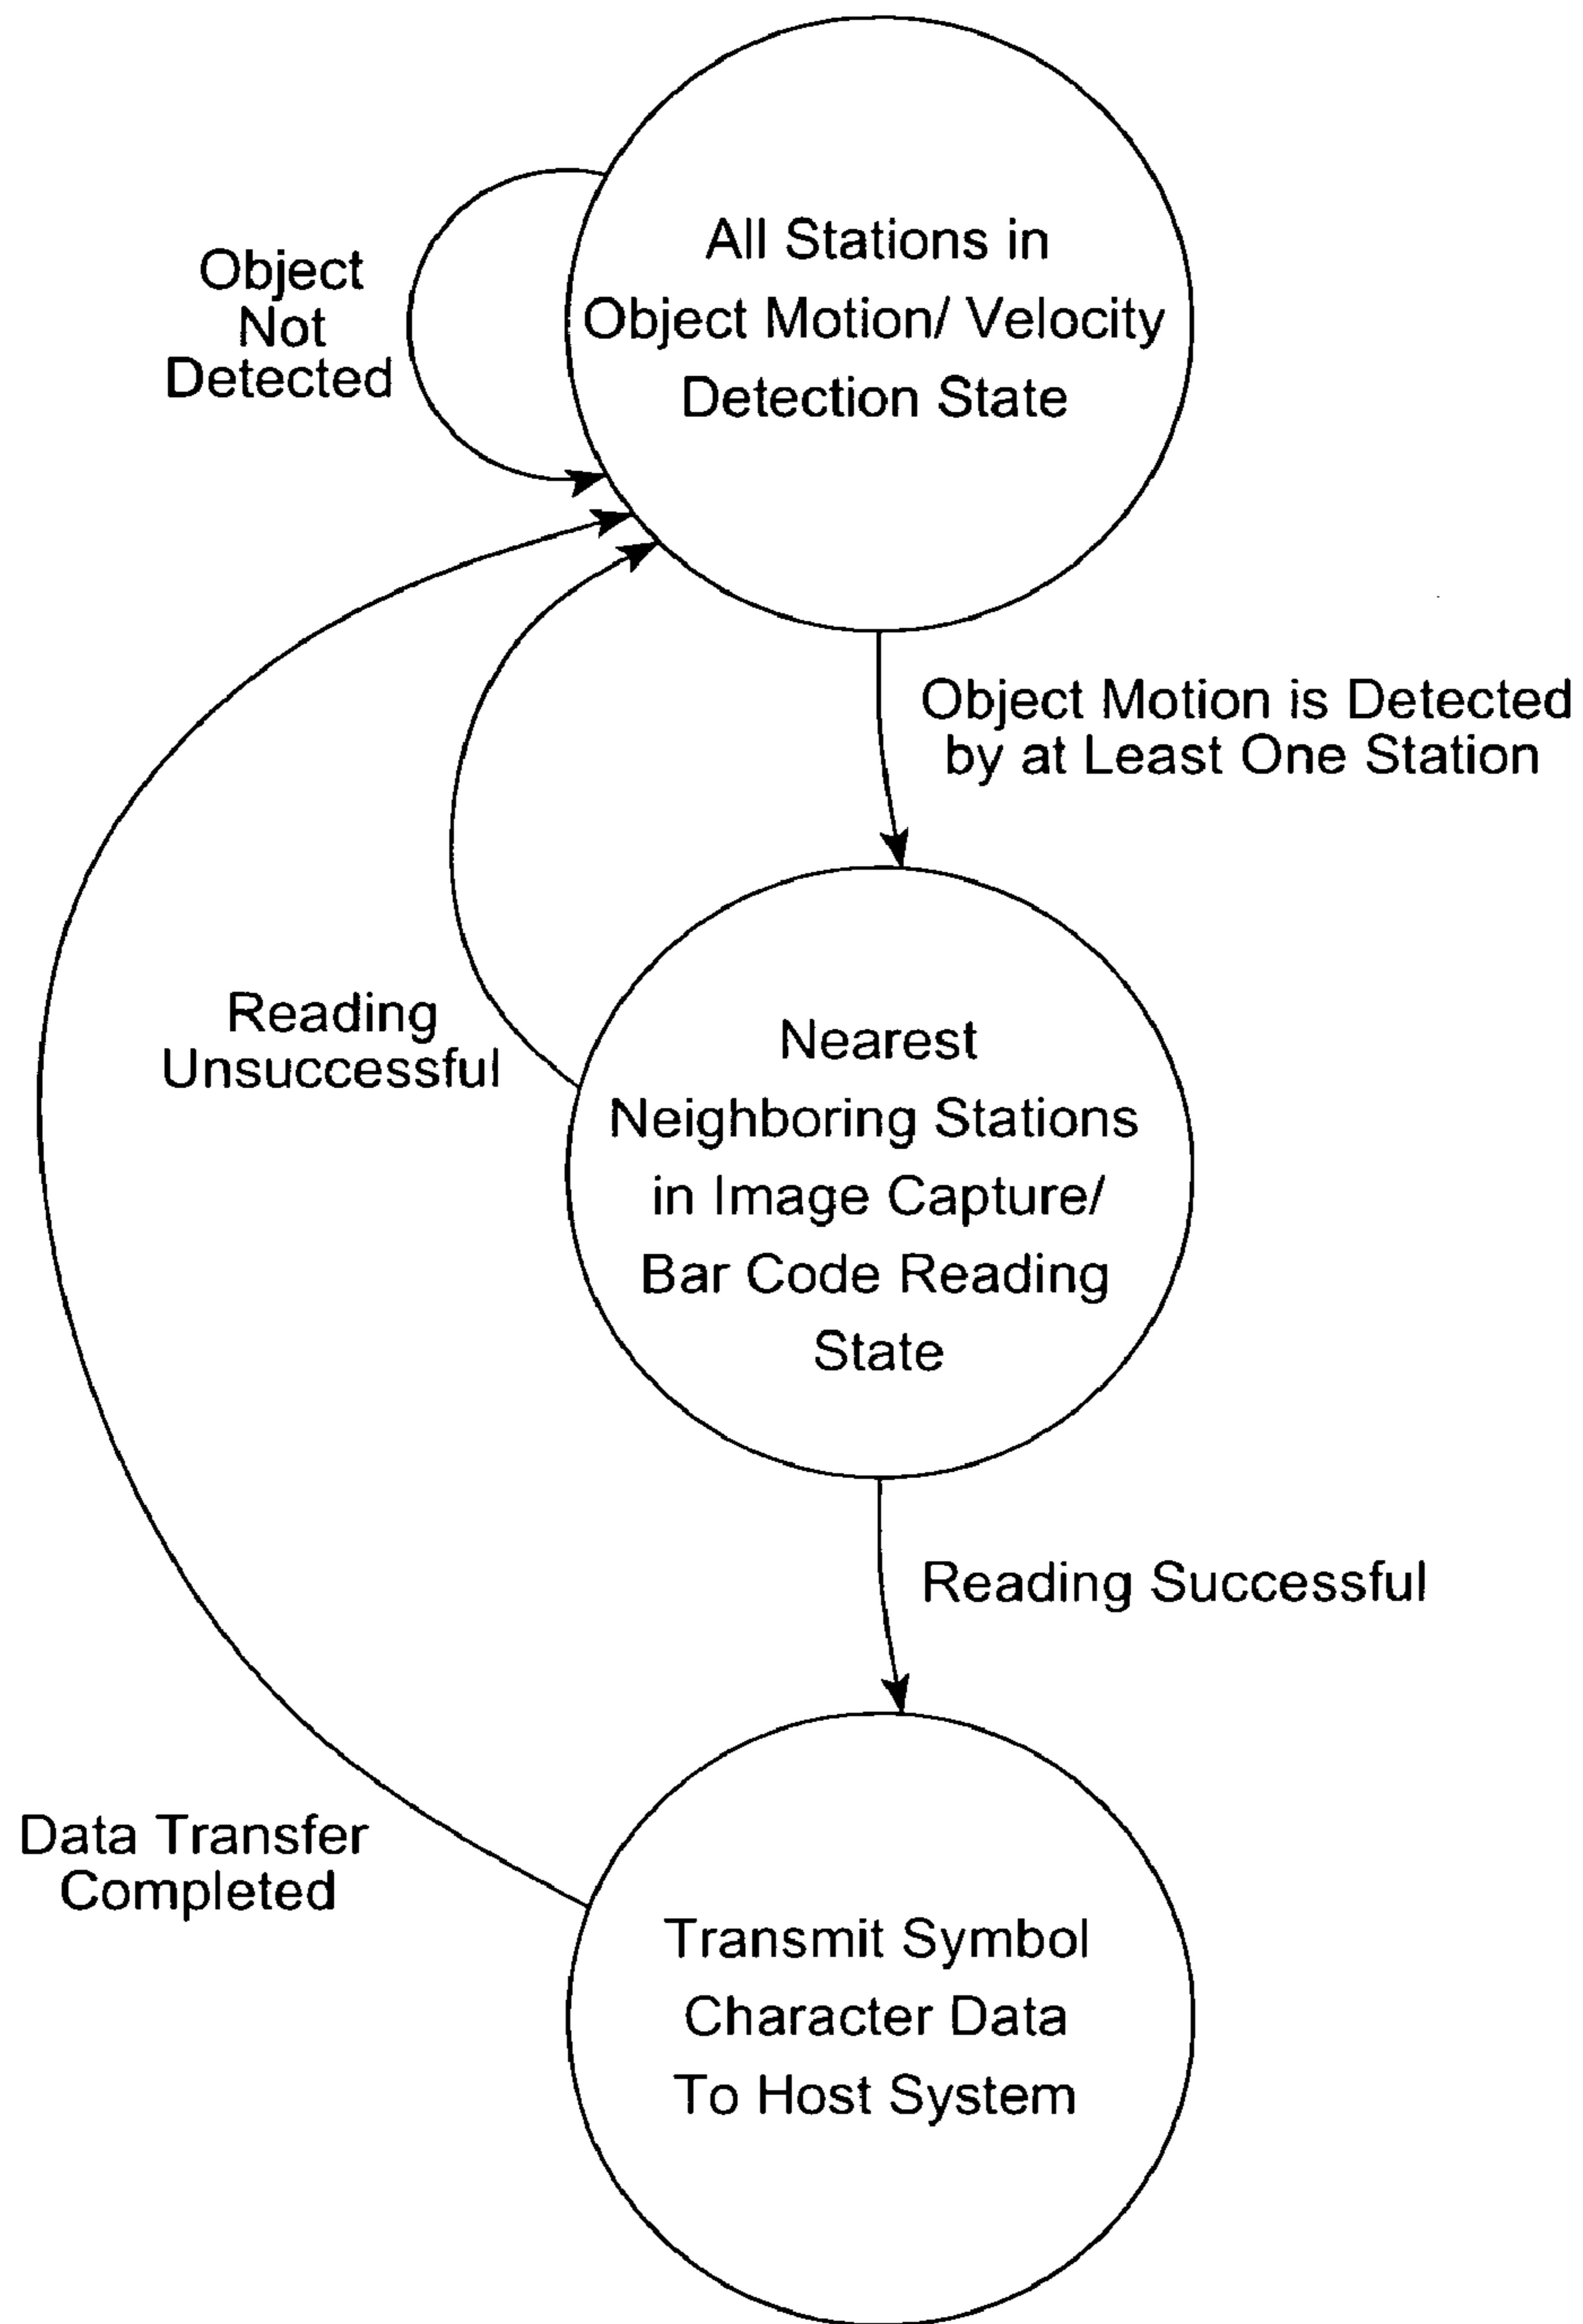 All Stations in
Object Motion/ Velocity
Detection State
Object
Not
Detected
Object Motion is Detected
by at Least One Station
Reading
Unsuccessful
Nearest
Neighboring Stations
in Image Capture/
Bar Code Reading
State
Reading Successful
Data Transfer
Completed
Transmit Symbol
Character Data
To Host System